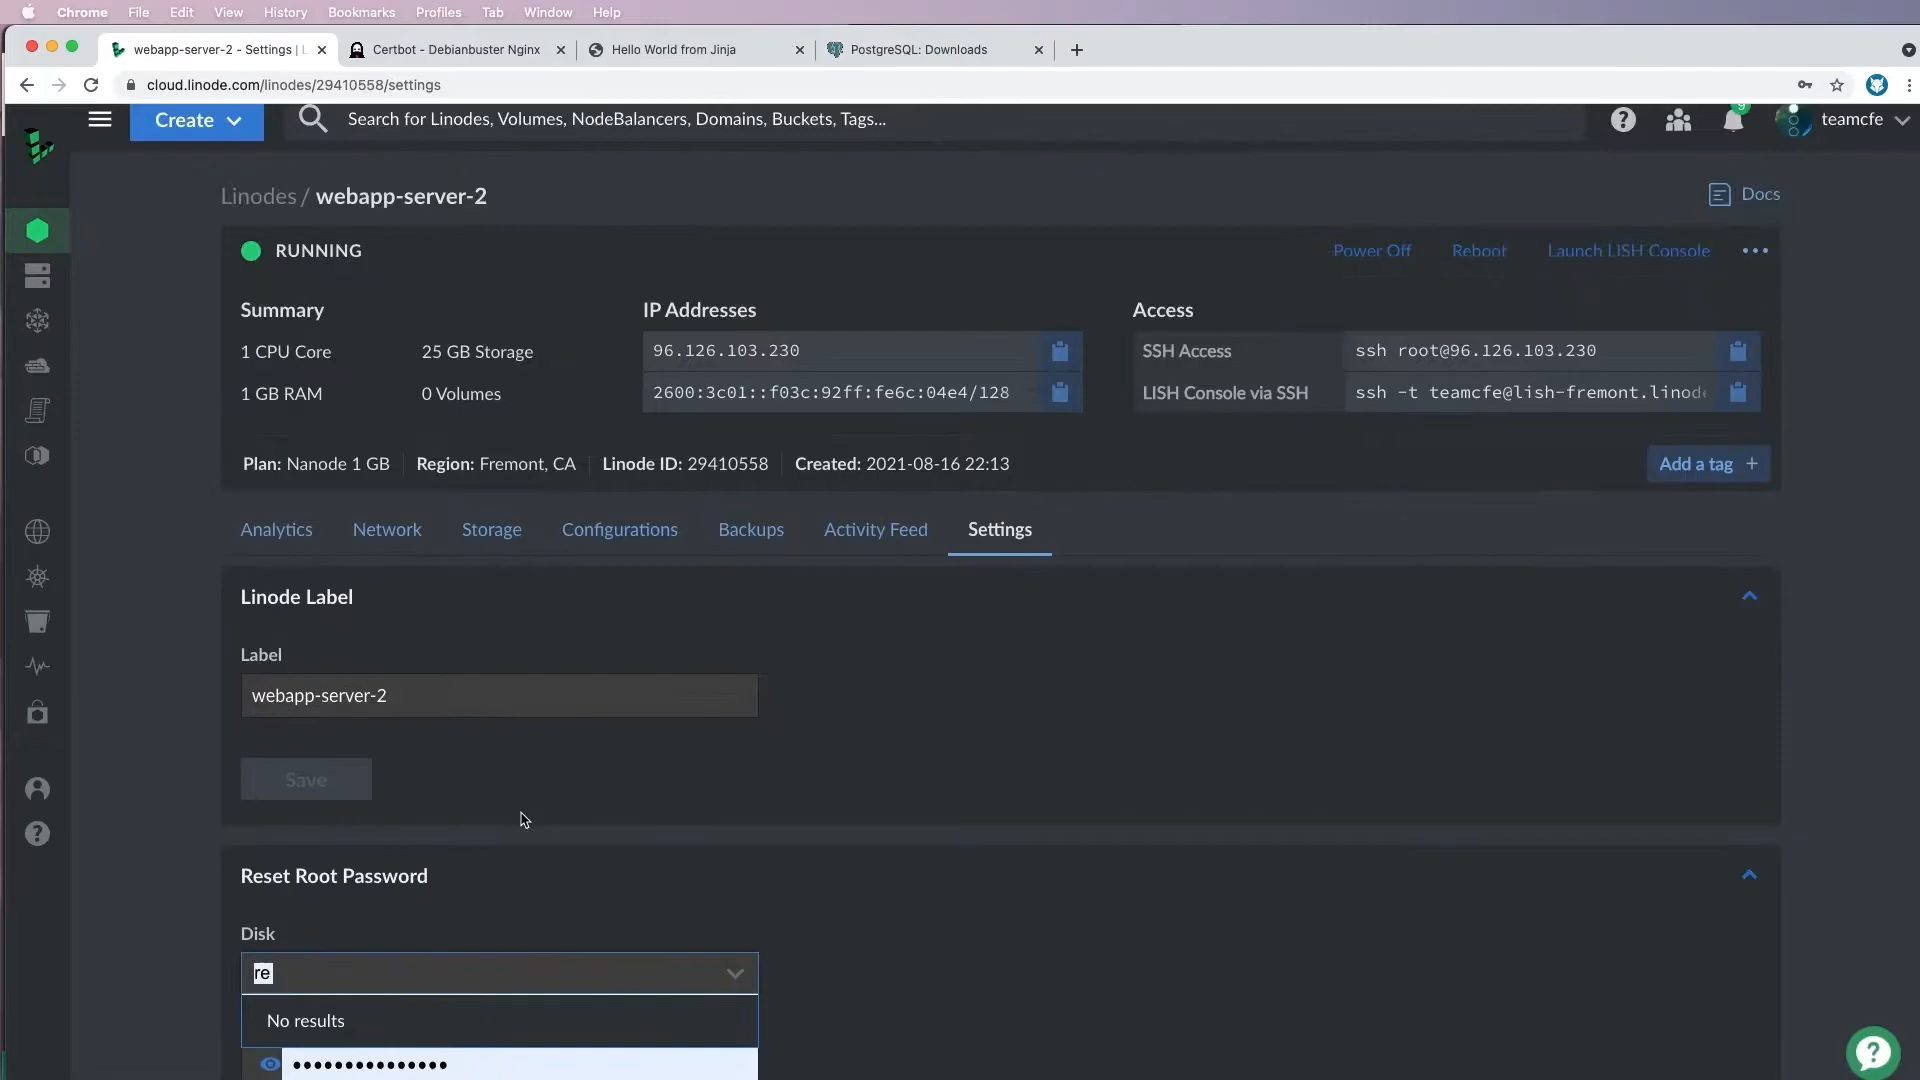 Chrome File Edit View History Bookmarks Profiles Tab Window Help
webapp-server-2 - Settings | L
Certbot - Debianbuster Nginx
Hello World from Jinja
PostgreSQL: Downloads
cloud.linode.com/linodes/29410558/settings
Create
Search for Linodes, Volumes, NodeBalancers, Domains, Buckets, Tags...
9
teamcfe
Linodes / webapp-server-2
Docs
RUNNING
Power Off Reboot Launch LISH Console
Summary
IP Addresses
Access
1 CPU Core 25 GB Storage
96.126.103.230
SSH Access ssh root@96.126.103.230
1 GB RAM 0 Volumes
2600:3c01::f03c:92ff:fe6c:04e4/128
LISH Console via SSH ssh -t teamcfe@lish-fremont.linod
Plan: Nanode 1 GB Region: Fremont, CA Linode ID: 29410558 Created: 2021-08-16 22:13
Add a tag +
Analytics Network Storage Configurations Backups Activity Feed Settings
Linode Label
Label
webapp-server-2
Save
Reset Root Password
Disk
re
No results
•••••••••••••••